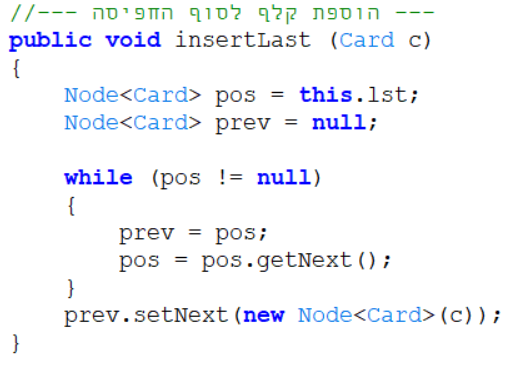 //--- הוספת קלף לסוף החפיסה ---
public void insertLast (Card c)
{
    Node<Card> pos = this.lst;
    Node<Card> prev = null;

    while (pos != null)
    {
        prev = pos;
        pos = pos.getNext();
    }
    prev.setNext(new Node<Card>(c));
}